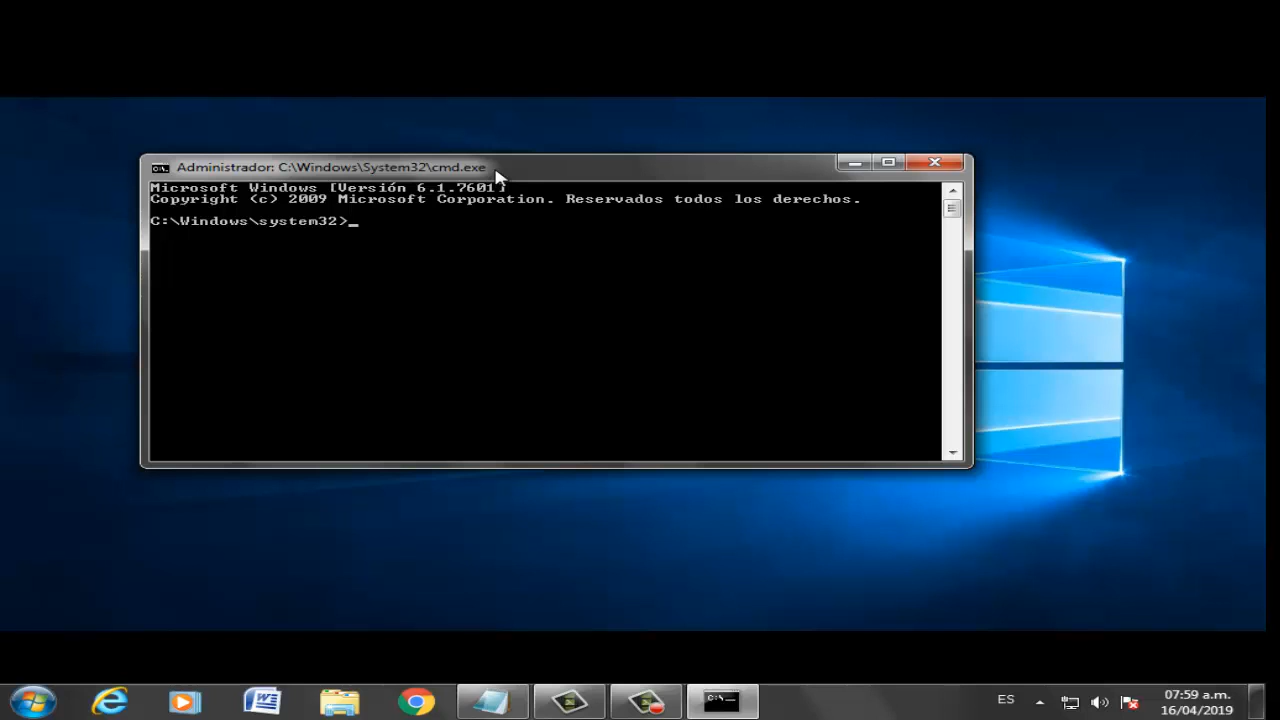 Administrador: C:\Windows\System32\cmd.exe
Microsoft Windows [Versión 6.1.7601]
Copyright (c) 2009 Microsoft Corporation. Reservados todos los derechos.
C:\Windows\system32>_
ES
07:59 a.m.
16/04/2019